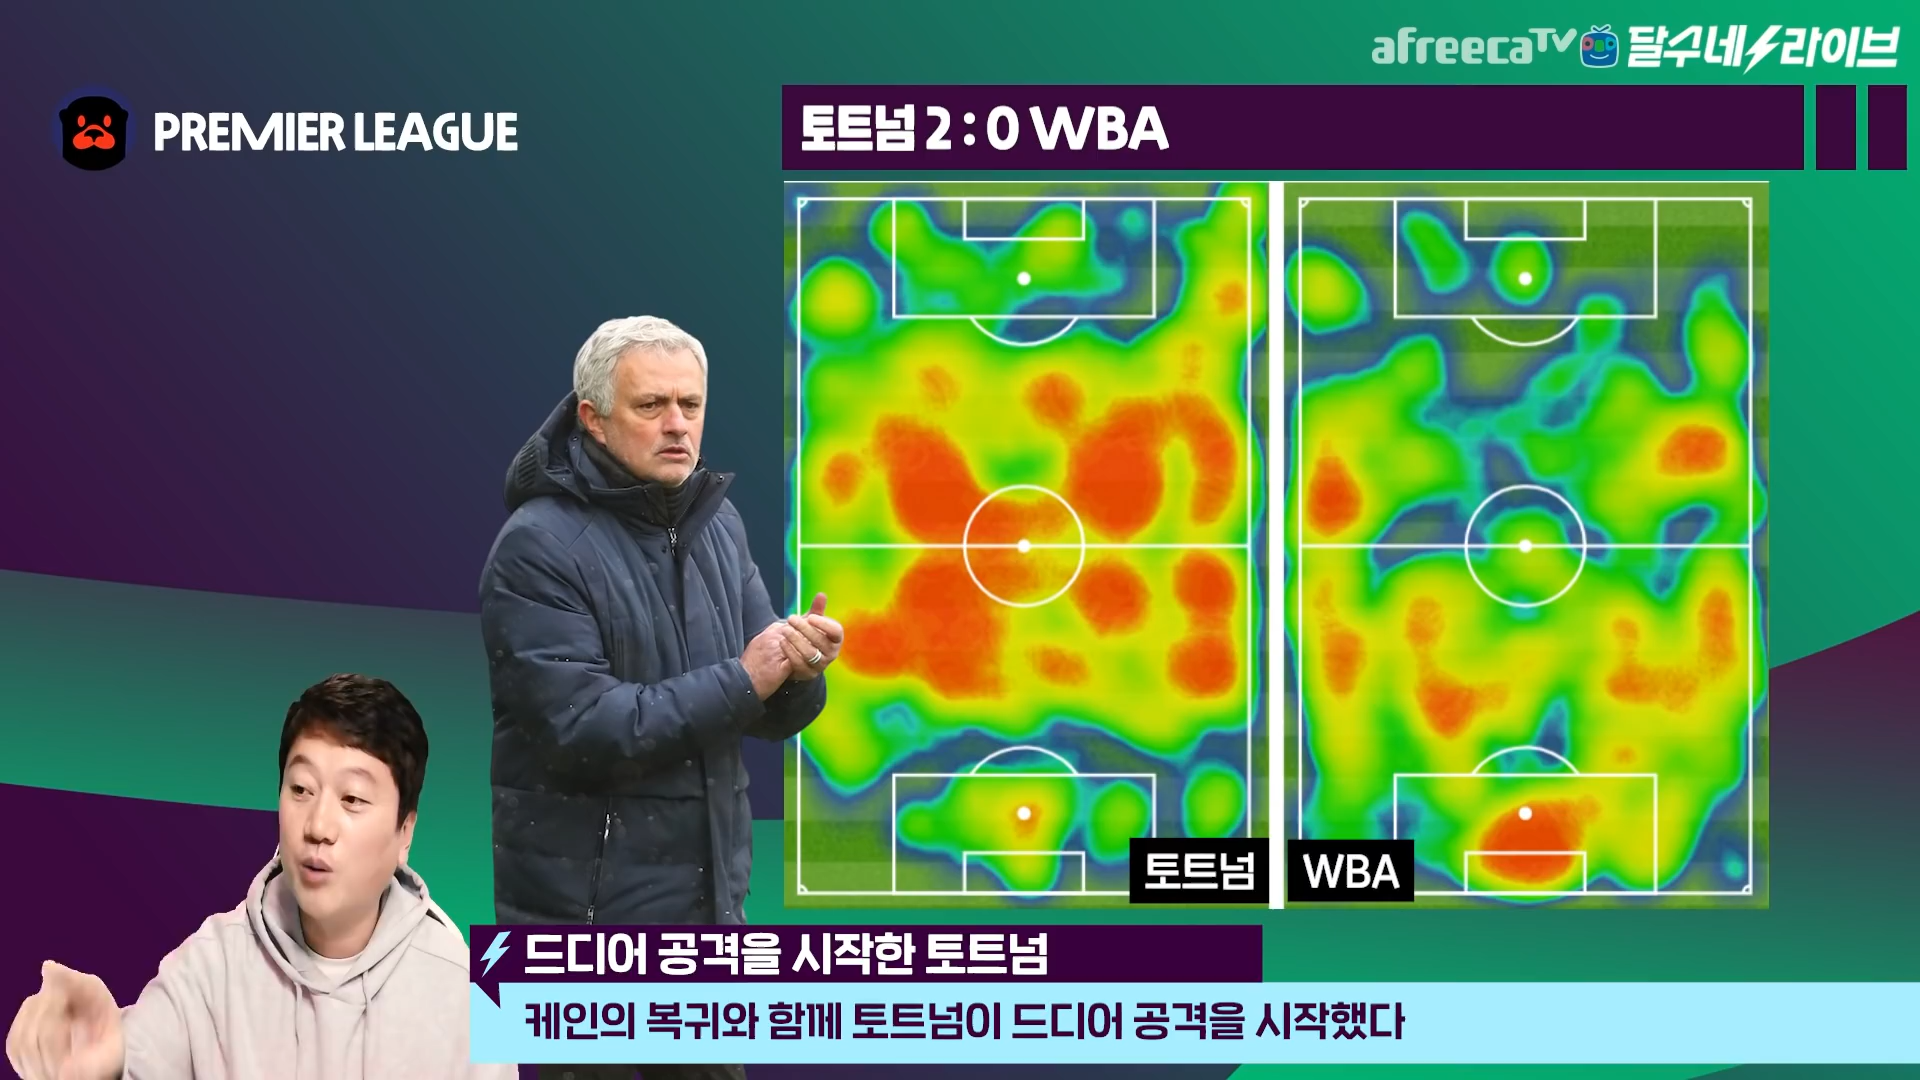 afreecaTV 달수네라이브
PREMIER LEAGUE
토트넘 2 : 0 WBA
토트넘
WBA
드디어 공격을 시작한 토트넘
케인의 복귀와 함께 토트넘이 드디어 공격을 시작했다